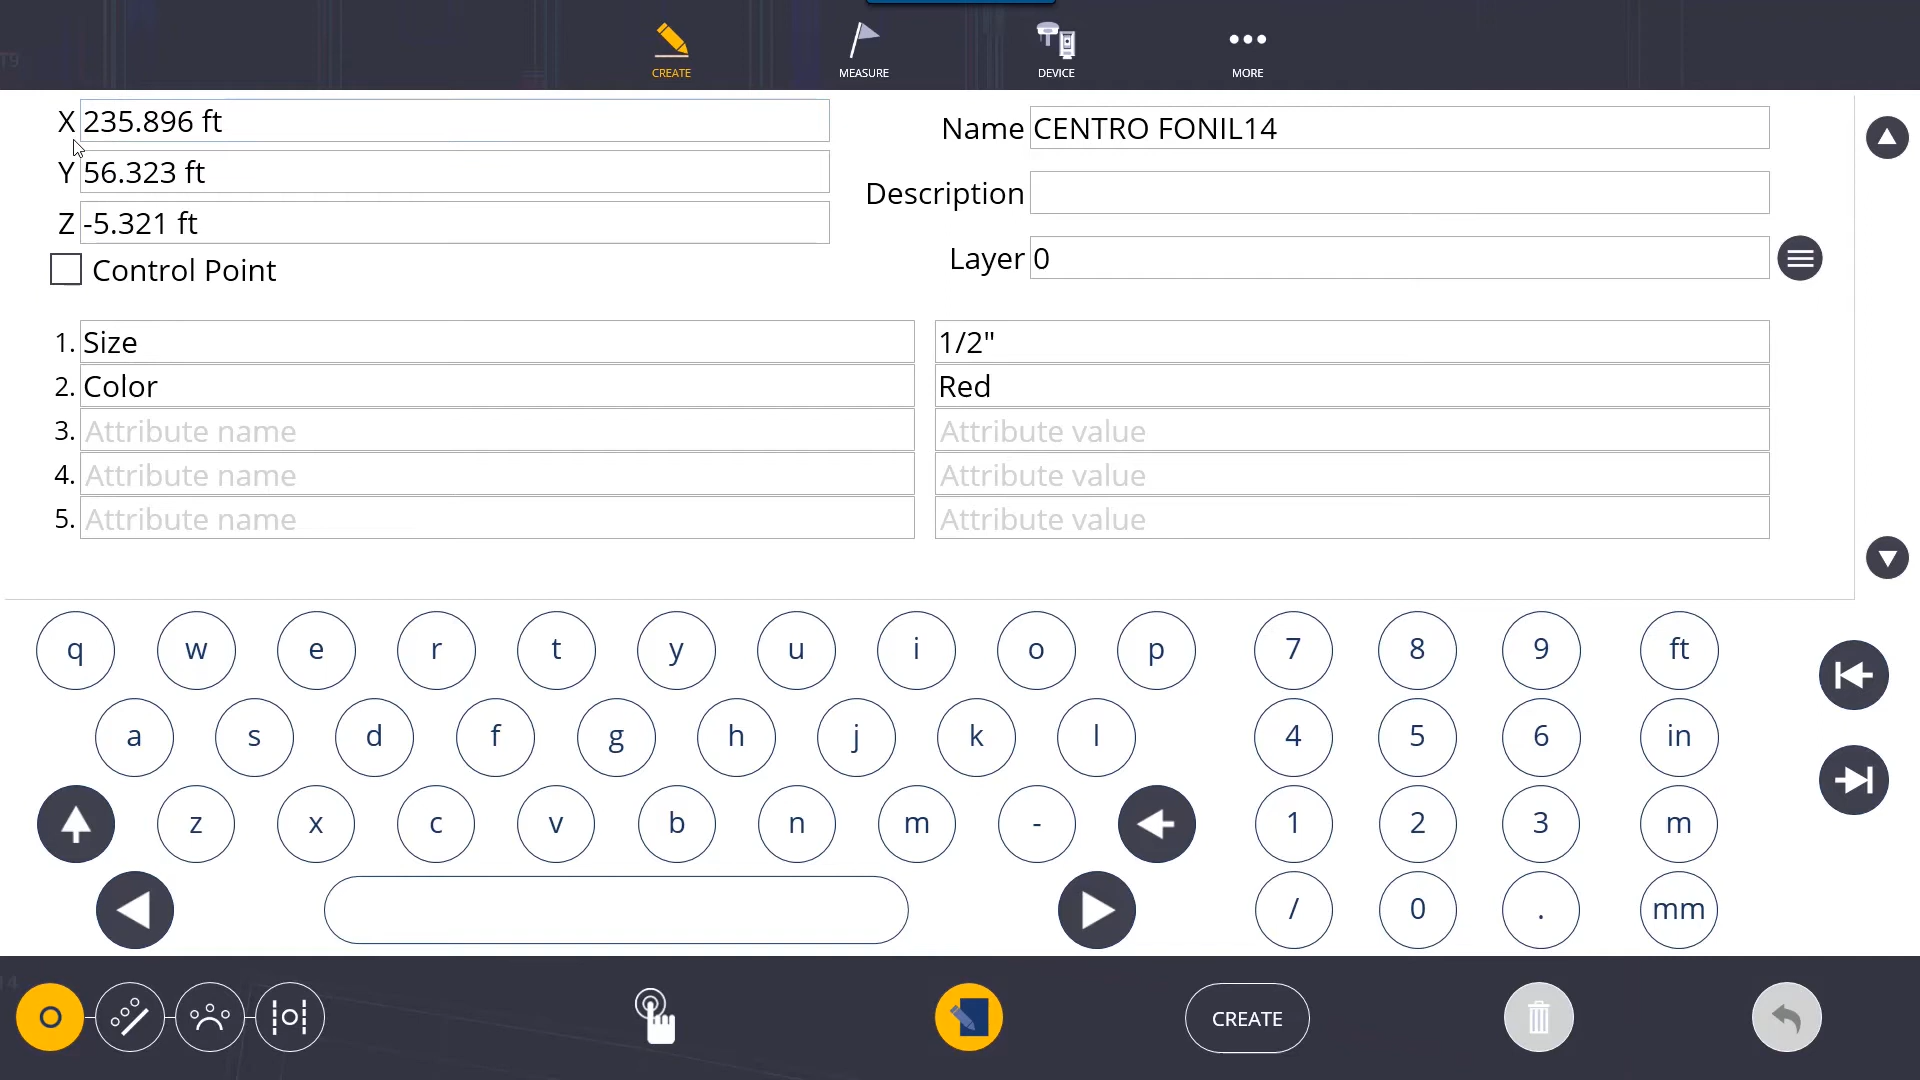 CREATE
MEASURE
DEVICE
MORE
T9
X 235.896 ft
Y 56.323 ft
Z -5.321 ft
Control Point
Name CENTRO FONIL14
Description
Layer 0
1. Size 1/2"
2. Color Red
3. Attribute name Attribute value
4. Attribute name Attribute value
5. Attribute name Attribute value
q w e r t y u i o p 7 8 9 ft
a s d f g h j k l 4 5 6 in
z x c v b n m - 1 2 3 m
/ 0 . mm
14
CREATE